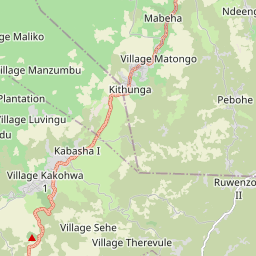 Ndeeng
Mabeha
lage Maliko
Village Matongo
Village Manzumbu
Kithunga
Plantation
Pebohe
Village Luvingu
du
Kabasha I
Village Kakohwa
1
Ruwenzo
II
Village Sehe
Village Therevule